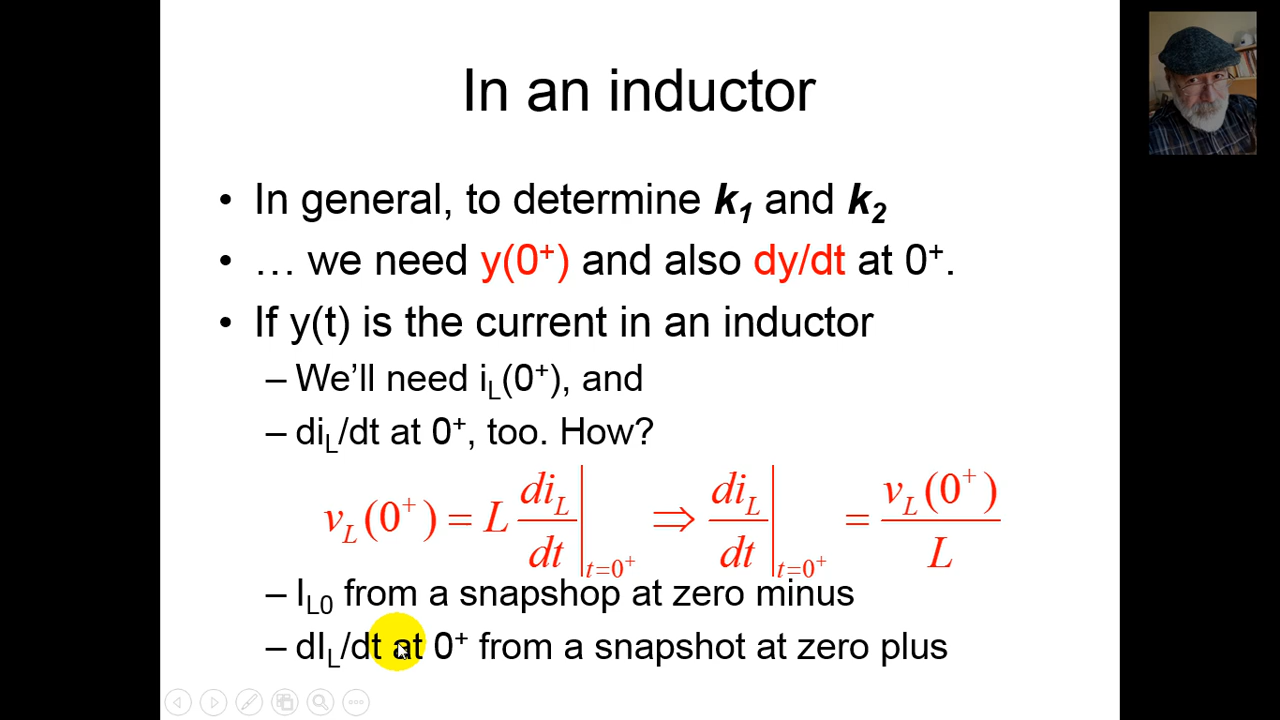 In an inductor
• In general, to determine k₁ and k₂
• … we need y(0⁺) and also dy/dt at 0⁺.
• If y(t) is the current in an inductor
– We’ll need i_L(0⁺), and
– di_L/dt at 0⁺, too. How?
v_L(0⁺) = L di_L/dt |_{t=0⁺} ⇒ di_L/dt |_{t=0⁺} = v_L(0⁺)/L
– I_L0 from a snapshop at zero minus
– dI_L/dt at 0⁺ from a snapshot at zero plus